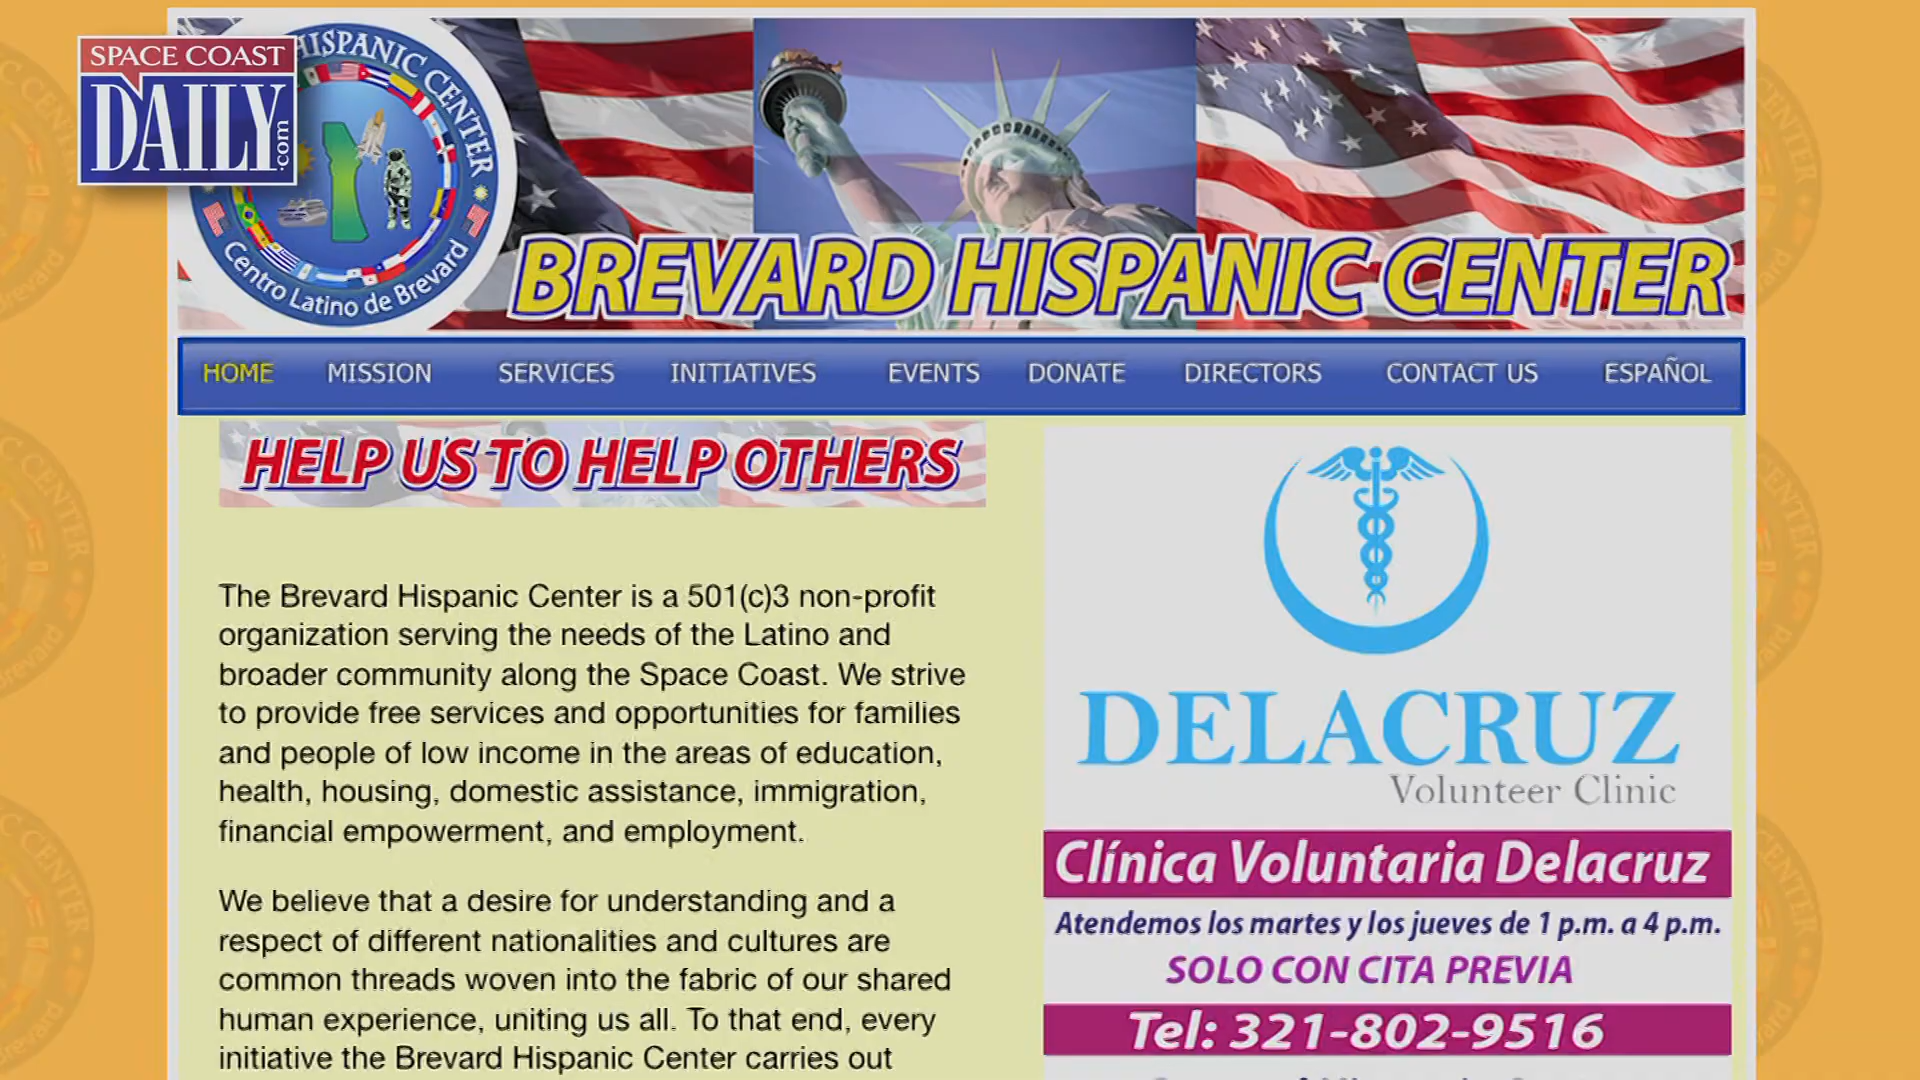 SPACE COAST
DAILY.com
HISPANIC CENTER
Centro Latino de Brevard
BREVARD HISPANIC CENTER
HOME MISSION SERVICES INITIATIVES EVENTS DONATE DIRECTORS CONTACT US ESPAÑOL
HELP US TO HELP OTHERS
The Brevard Hispanic Center is a 501(c)3 non-profit
organization serving the needs of the Latino and
broader community along the Space Coast. We strive
to provide free services and opportunities for families
and people of low income in the areas of education,
health, housing, domestic assistance, immigration,
financial empowerment, and employment.
We believe that a desire for understanding and a
respect of different nationalities and cultures are
common threads woven into the fabric of our shared
human experience, uniting us all. To that end, every
initiative the Brevard Hispanic Center carries out
DELACRUZ
Volunteer Clinic
Clínica Voluntaria Delacruz
Atendemos los martes y los jueves de 1 p.m. a 4 p.m.
SOLO CON CITA PREVIA
Tel: 321-802-9516